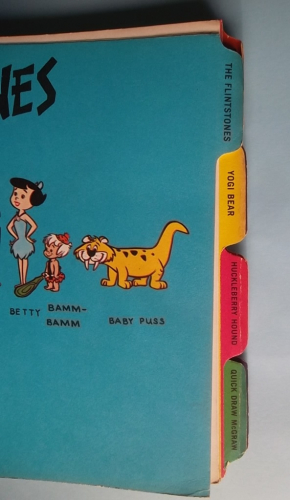 NES
BETTY
BAMM-
BAMM
BABY PUSS
THE FLINTSTONES
YOGI BEAR
HUCKLEBERRY HOUND
QUICK DRAW McGRAW